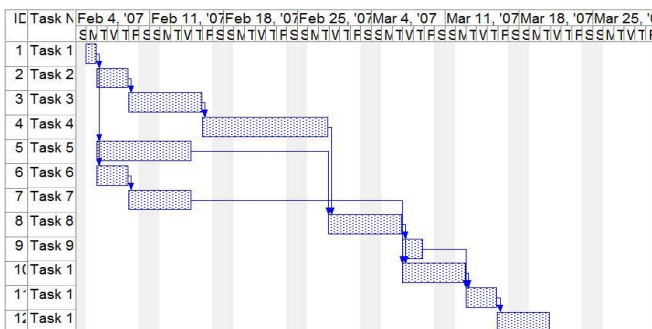 ID Task N Feb 4, '07 Feb 11, '07 Feb 18, '07 Feb 25, '07 Mar 4, '07 Mar 11, '07 Mar 18, '07 Mar 25, '0
S M T W T F S S M T W T F S S M T W T F S S M T W T F S S M T W T F S S M T W T F S S M T W T F S S M T W T F
1 Task 1
2 Task 2
3 Task 3
4 Task 4
5 Task 5
6 Task 6
7 Task 7
8 Task 8
9 Task 9
10 Task 1
11 Task 1
12 Task 1